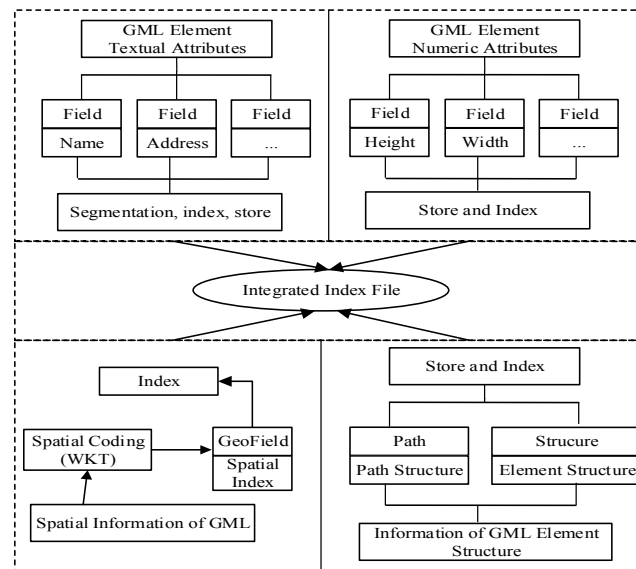 GML Element
Textual Attributes
Field
Field
Field
Name
Address
...
Segmentation, index, store
GML Element
Numeric Attributes
Field
Field
Field
Height
Width
...
Store and Index
Integrated Index File
Index
Spatial Coding
(WKT)
GeoField
Spatial
Index
Spatial Information of GML
Store and Index
Path
Strucure
Path Structure
Element Structure
Information of GML Element
Structure